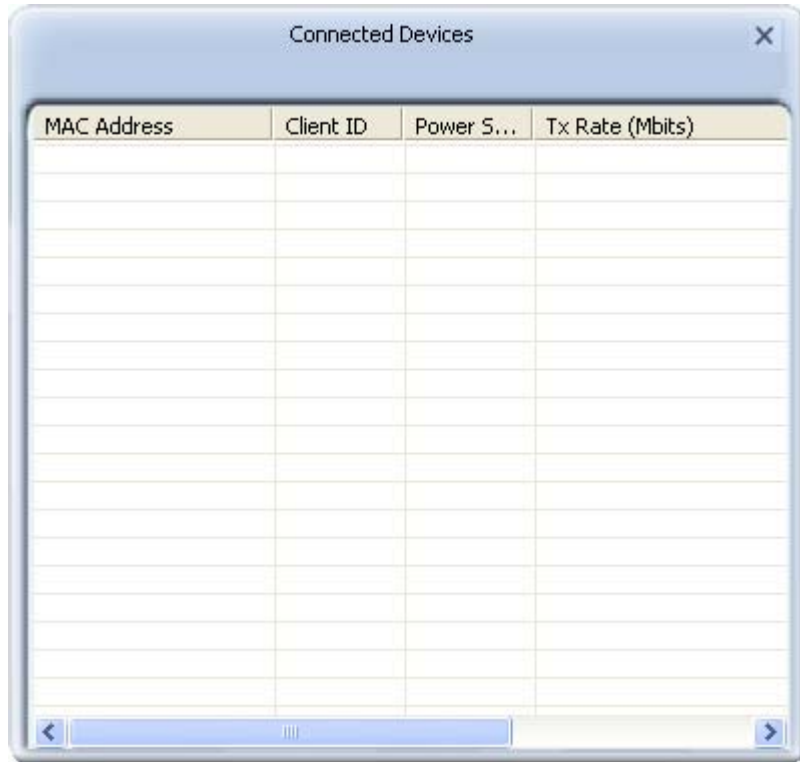 Connected Devices
MAC Address Client ID Power S... Tx Rate (Mbits)